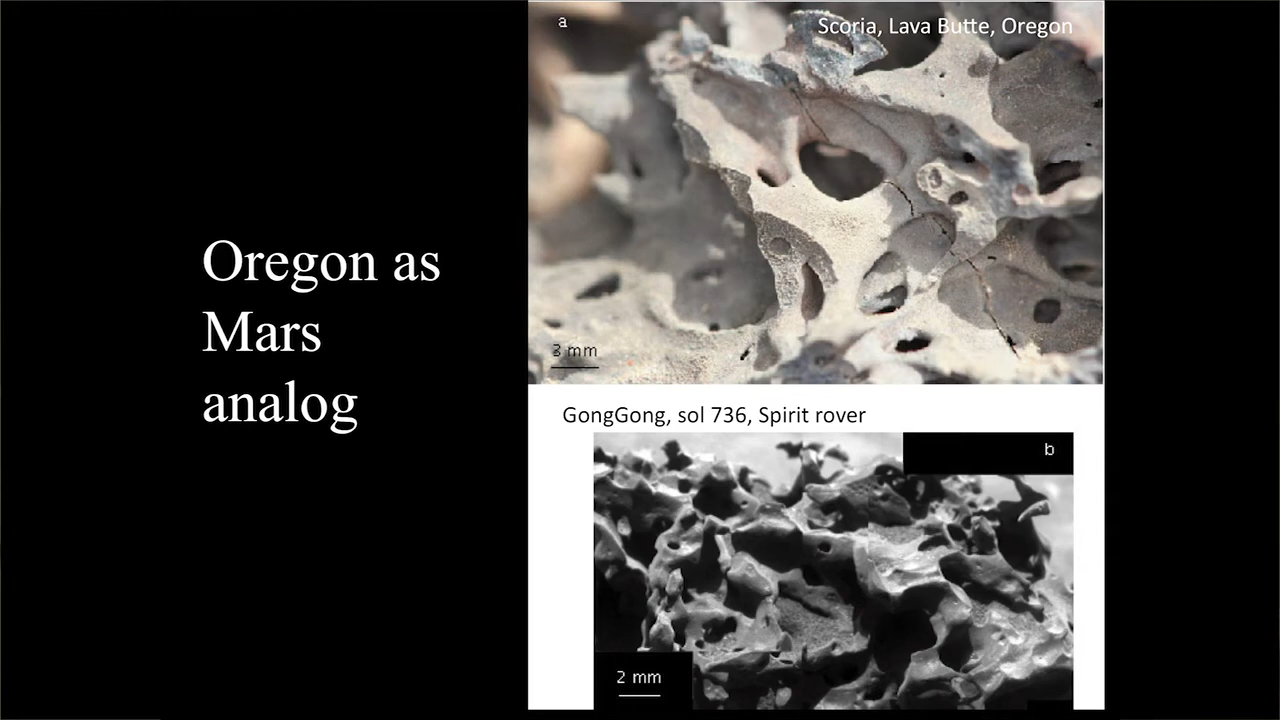 Oregon as
Mars
analog
a
Scoria, Lava Butte, Oregon
3 mm
GongGong, sol 736, Spirit rover
b
2 mm